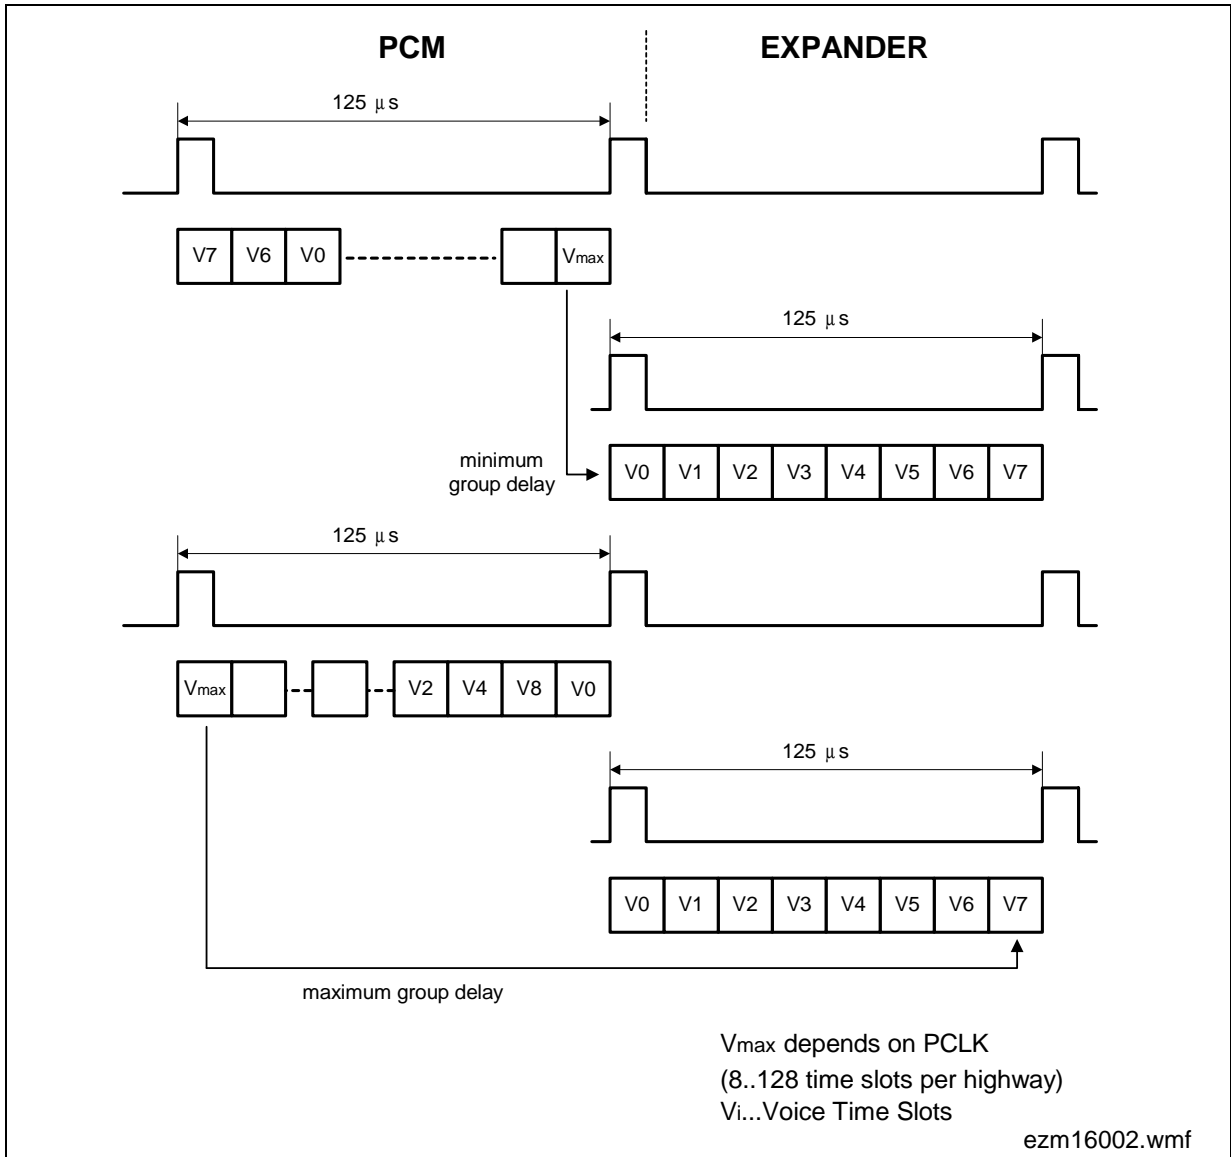 PCM EXPANDER
125 μs
V7 V6 V0 Vmax
125 μs
minimum
group delay
V0 V1 V2 V3 V4 V5 V6 V7
125 μs
Vmax V2 V4 V8 V0
125 μs
V0 V1 V2 V3 V4 V5 V6 V7
maximum group delay
Vmax depends on PCLK
(8..128 time slots per highway)
Vi...Voice Time Slots
ezm16002.wmf